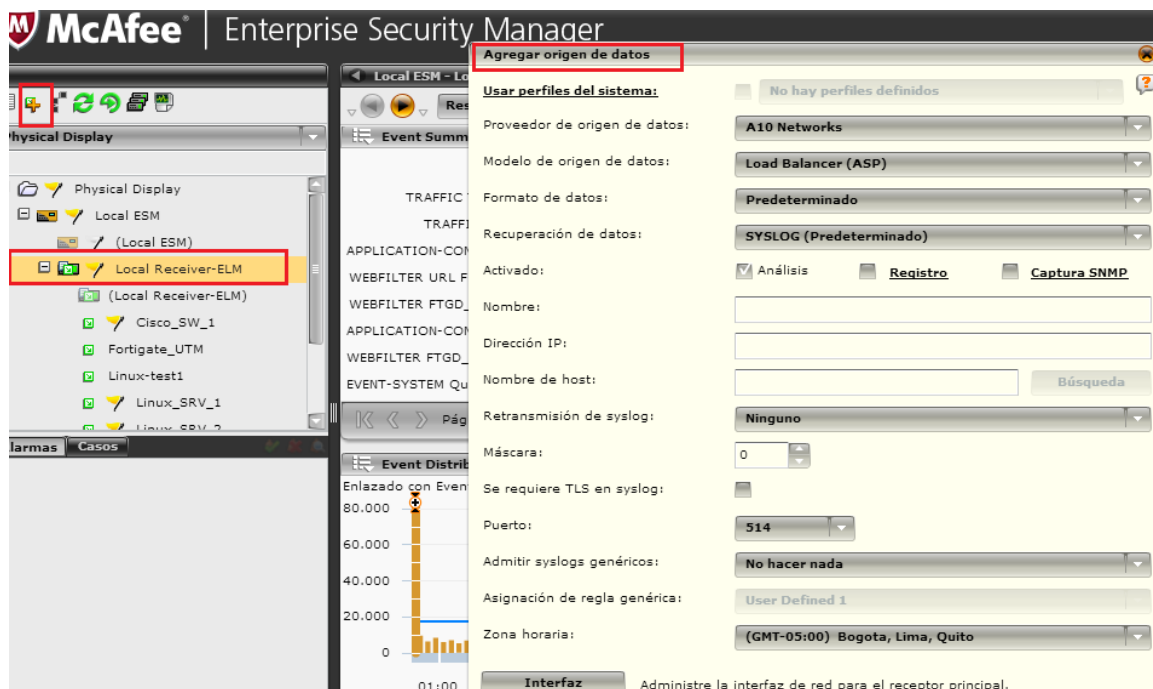 McAfee® | Enterprise Security Manager
Physical Display
Physical Display
Local ESM
(Local ESM)
Local Receiver-ELM
(Local Receiver-ELM)
Cisco_SW_1
Fortigate_UTM
Linux-test1
Linux_SRV_1
Linux SRV 2
larmas
Casos
Local ESM - Lo
Res
Event Summ
TRAFFIC
TRAFFI
APPLICATION-CON
WEBFILTER URL F
WEBFILTER FTGD_
APPLICATION-CON
WEBFILTER FTGD_
EVENT-SYSTEM Qu
Pág
Event Distrib
Enlazado con Even
80.000
60.000
40.000
20.000
0
01:00
Agregar origen de datos
Usar perfiles del sistema:
No hay perfiles definidos
Proveedor de origen de datos:
A10 Networks
Modelo de origen de datos:
Load Balancer (ASP)
Formato de datos:
Predeterminado
Recuperación de datos:
SYSLOG (Predeterminado)
Activado:
Análisis
Registro
Captura SNMP
Nombre:
Dirección IP:
Nombre de host:
Búsqueda
Retransmisión de syslog:
Ninguno
Máscara:
0
Se requiere TLS en syslog:
Puerto:
514
Admitir syslogs genéricos:
No hacer nada
Asignación de regla genérica:
User Defined 1
Zona horaria:
(GMT-05:00) Bogota, Lima, Quito
Interfaz
Administre la interfaz de red para el receptor principal.